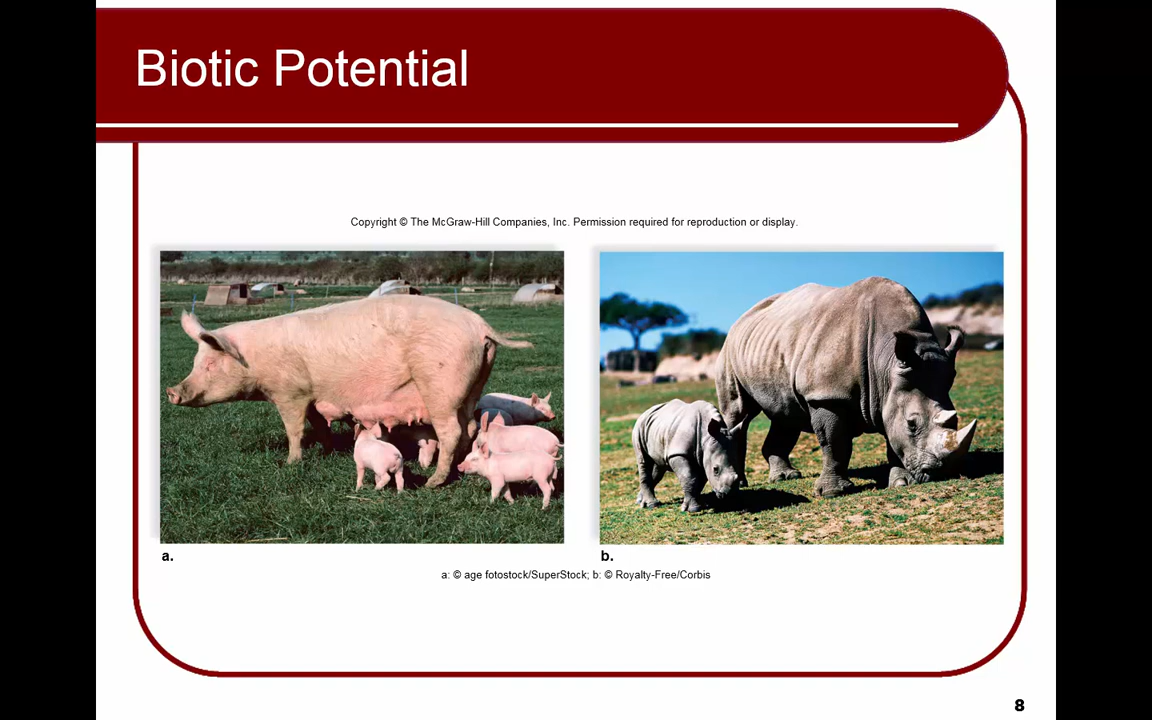 Biotic Potential
Copyright © The McGraw-Hill Companies, Inc. Permission required for reproduction or display.
a.
b.
a: © age fotostock/SuperStock; b: © Royalty-Free/Corbis
8